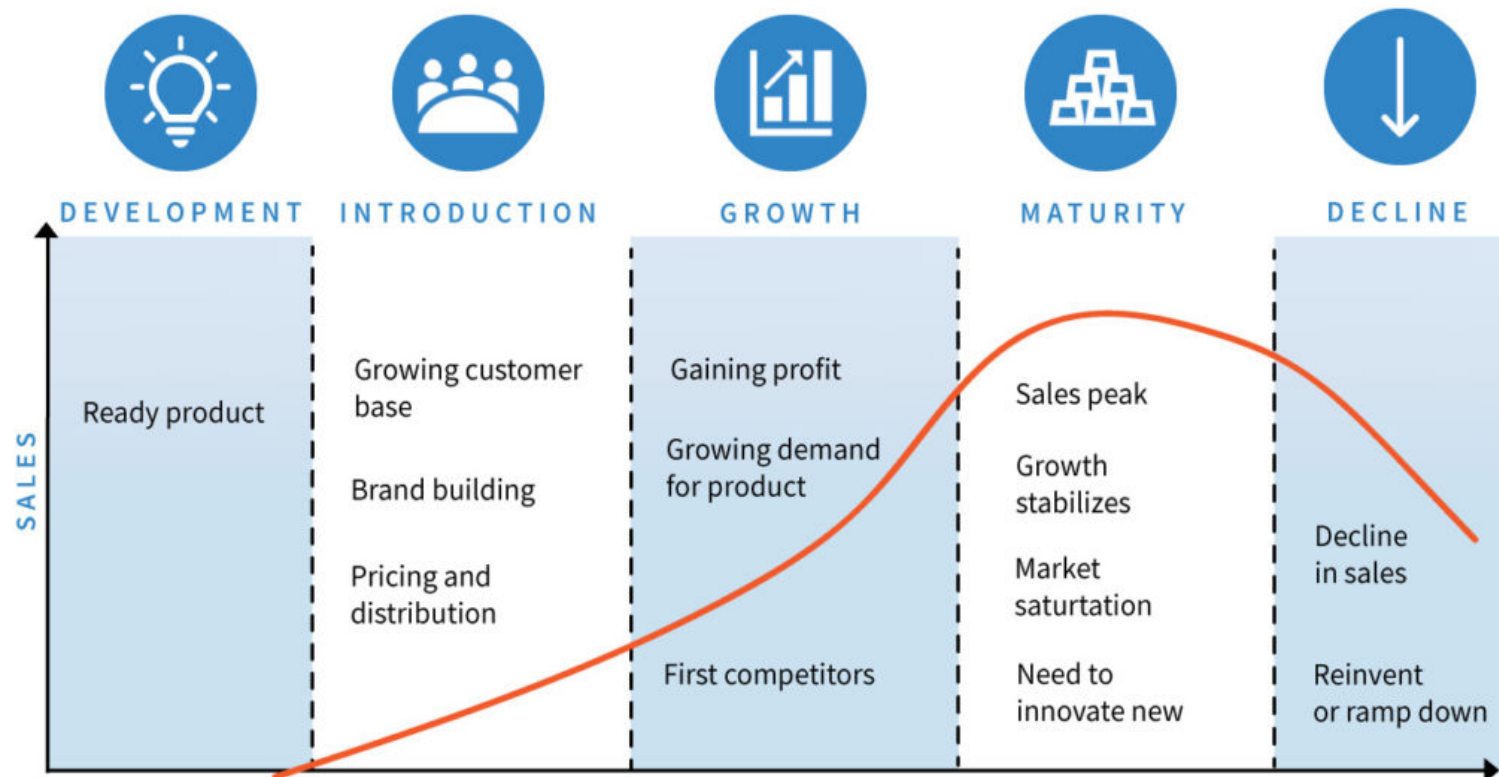 DEVELOPMENT
INTRODUCTION
GROWTH
MATURITY
DECLINE
SALES
Ready product
Growing customer
base
Brand building
Pricing and
distribution
Gaining profit
Growing demand
for product
First competitors
Sales peak
Growth
stabilizes
Market
saturtation
Need to
innovate new
Decline
in sales
Reinvent
or ramp down